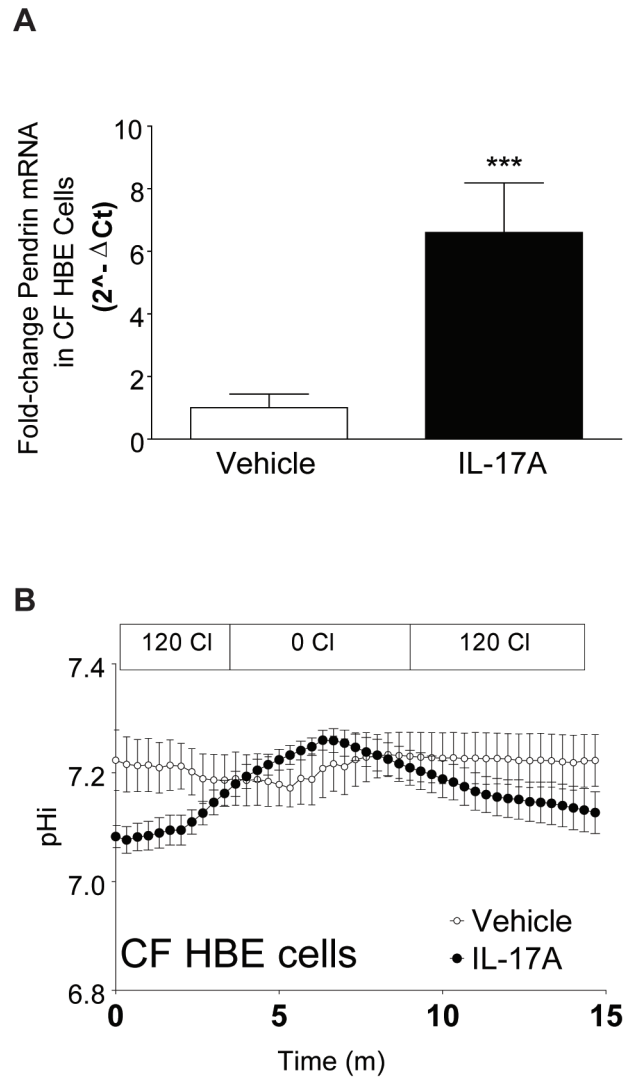 A
Fold-change Pendrin mRNA
in CF HBE Cells
(2^- ΔCt)
10
8
6
4
2
0
***
Vehicle
IL-17A
B
120 Cl
0 Cl
120 Cl
pHi
7.4
7.2
7.0
6.8
Vehicle
IL-17A
CF HBE cells
0
5
10
15
Time (m)